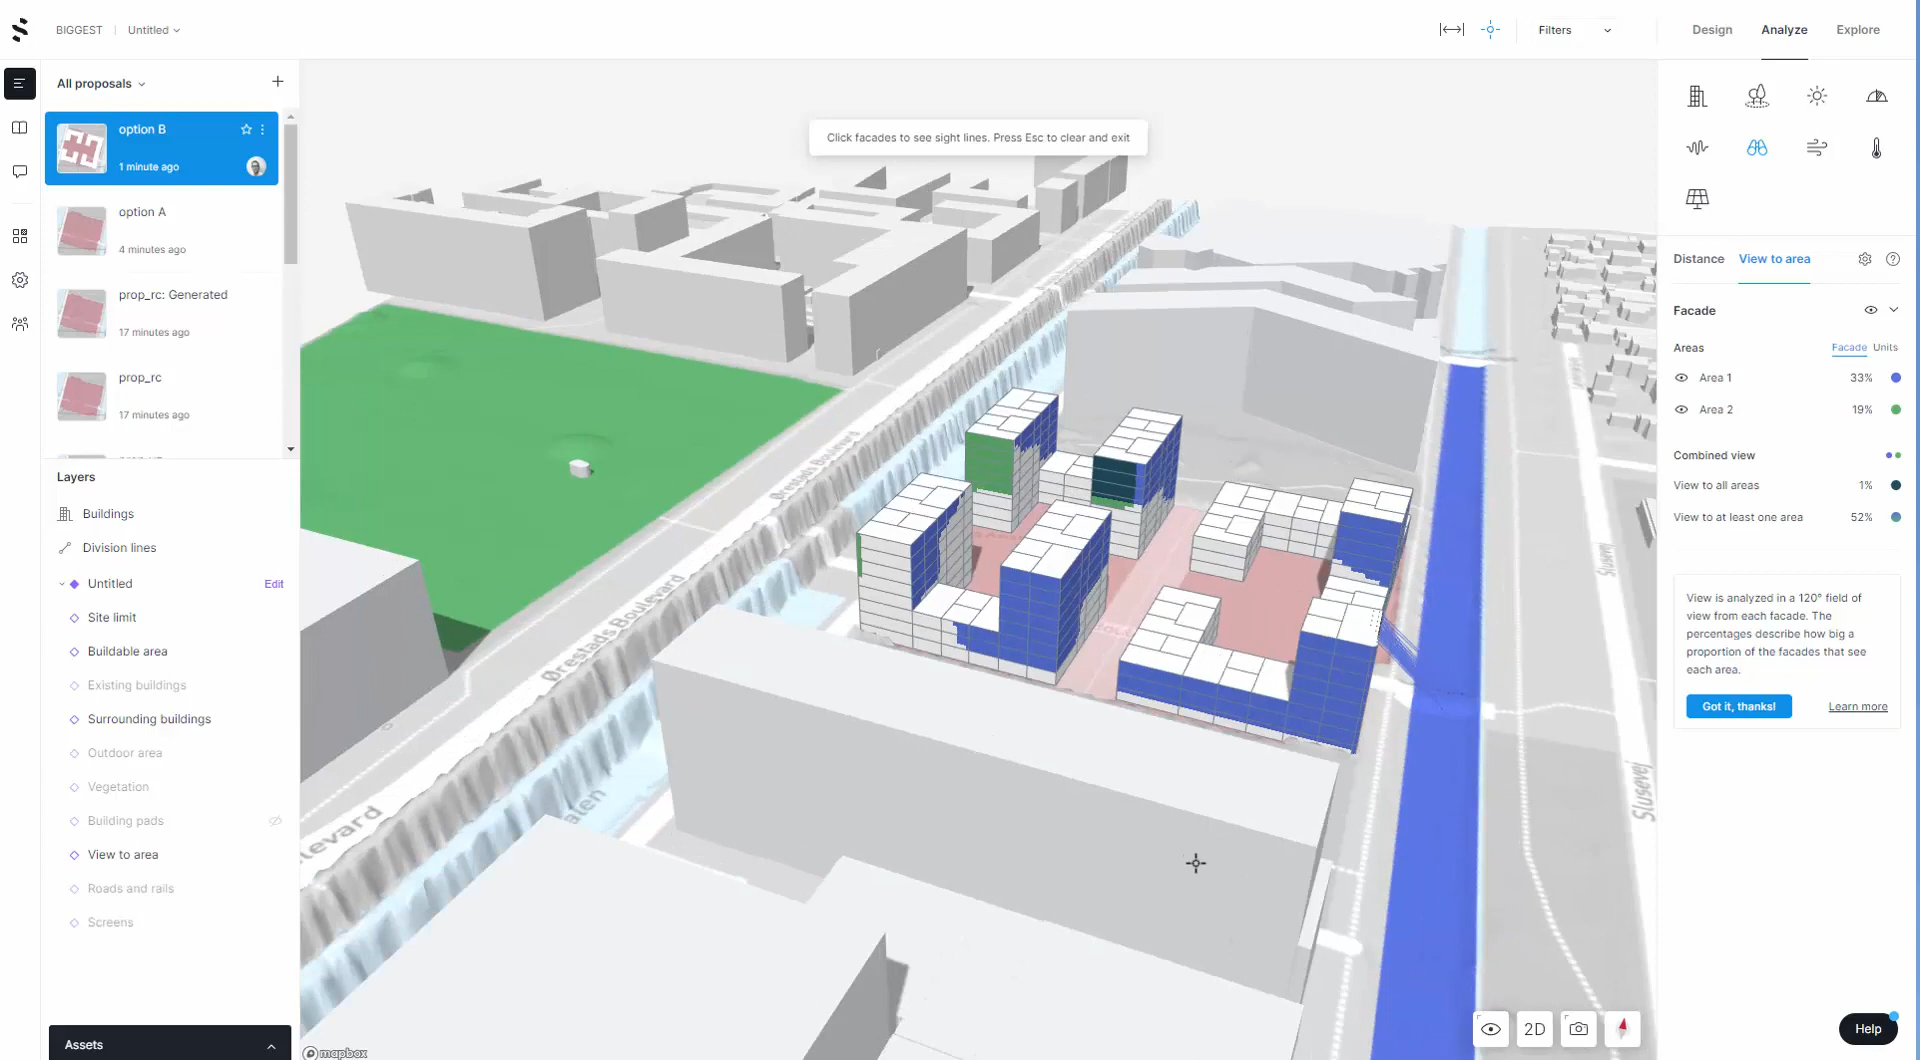 BIGGEST
Untitled
Filters
Design
Analyze
Explore
All proposals
option B
1 minute ago
option A
4 minutes ago
prop_rc: Generated
17 minutes ago
prop_rc
17 minutes ago
Layers
Buildings
Division lines
Untitled
Edit
Site limit
Buildable area
Existing buildings
Surrounding buildings
Outdoor area
Vegetation
Building pads
View to area
Roads and rails
Screens
Assets
Click facades to see sight lines. Press Esc to clear and exit
Ørestads Boulevard
Ørestads Boulevard
levard
alen
Slusevej
Slusevej
mapbox
2D
Distance
View to area
Facade
Areas
Facade
Units
Area 1
33%
Area 2
19%
Combined view
View to all areas
1%
View to at least one area
52%
View is analyzed in a 120° field of
view from each facade. The
percentages describe how big a
proportion of the facades that see
each area.
Got it, thanks!
Learn more
Help